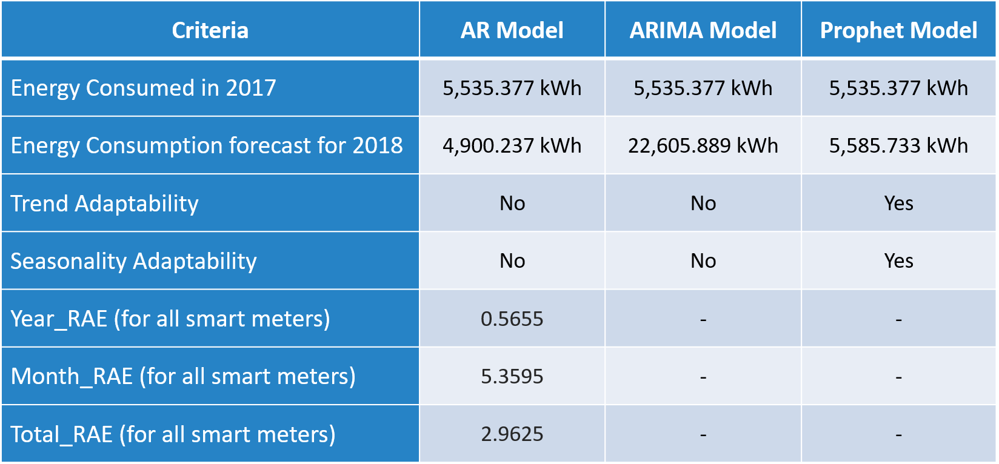 Criteria AR Model ARIMA Model Prophet Model
Energy Consumed in 2017 5,535.377 kWh 5,535.377 kWh 5,535.377 kWh
Energy Consumption forecast for 2018 4,900.237 kWh 22,605.889 kWh 5,585.733 kWh
Trend Adaptability No No Yes
Seasonality Adaptability No No Yes
Year_RAE (for all smart meters) 0.5655 - -
Month_RAE (for all smart meters) 5.3595 - -
Total_RAE (for all smart meters) 2.9625 - -